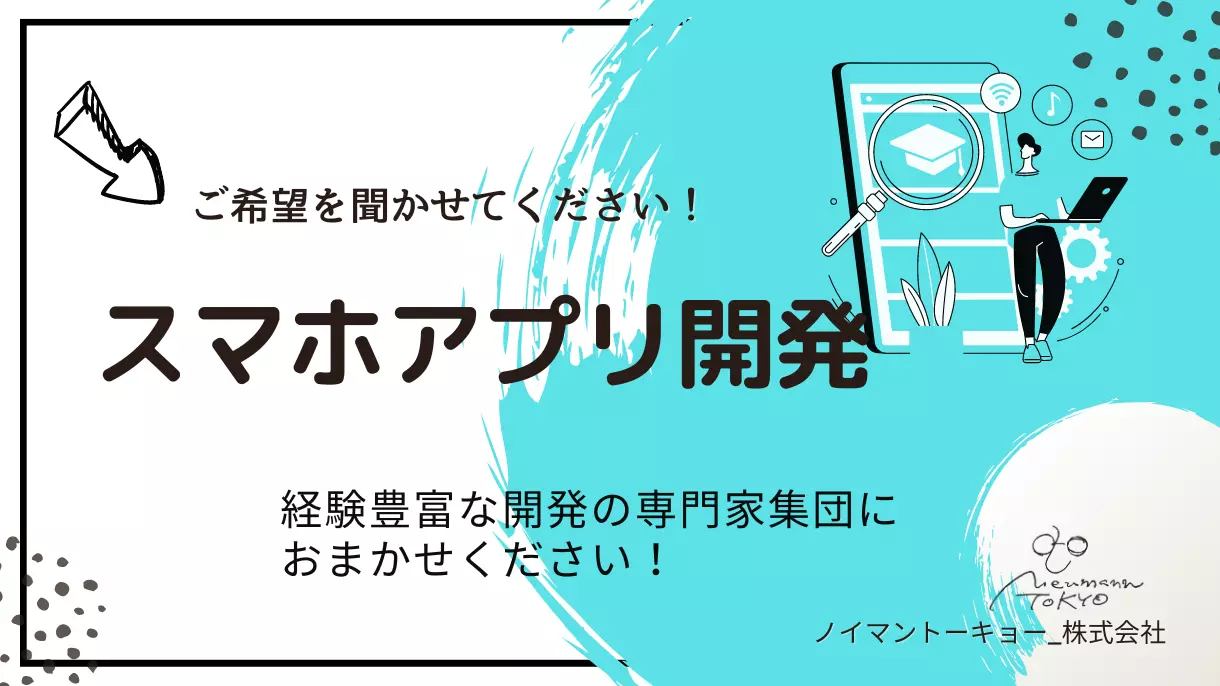 ご希望を聞かせてください！
スマホアプリ開発
経験豊富な開発の専門家集団に
おまかせください！
Neumann
TOKYO
ノイマントーキョー_株式会社